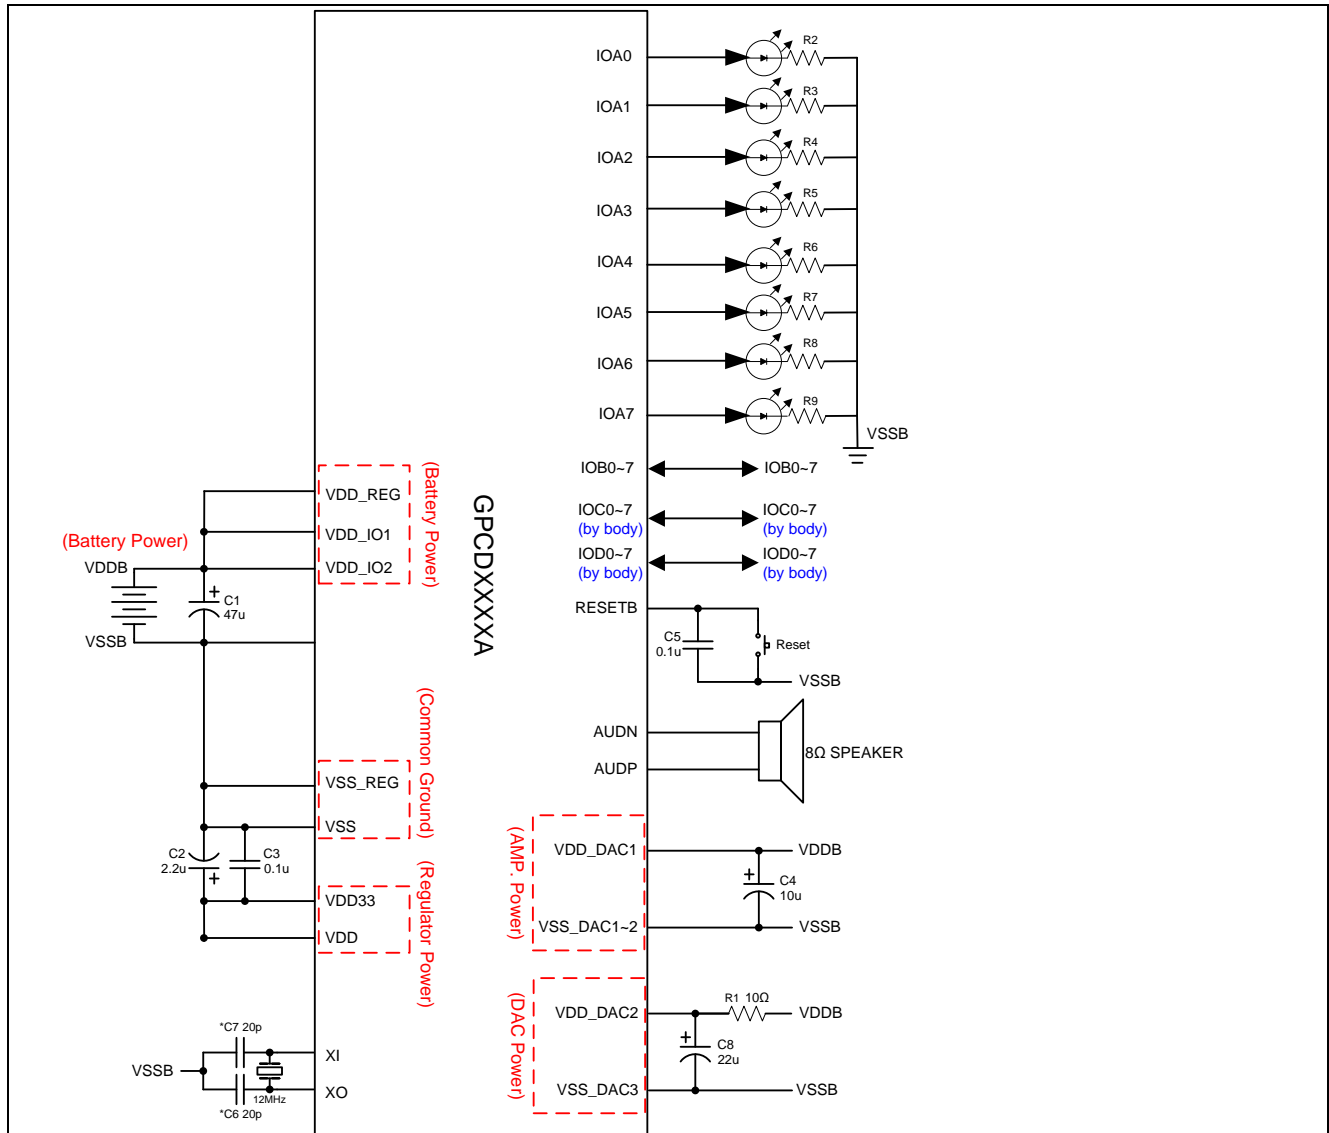 IOA0
R2
IOA1
R3
IOA2
R4
IOA3
R5
IOA4
R6
IOA5
R7
IOA6
R8
IOA7
R9
VSSB
IOB0~7
IOB0~7
IOC0~7
(by body)
IOC0~7
(by body)
IOD0~7
(by body)
IOD0~7
(by body)
GPCDXXXXA
(Battery Power)
VDD_REG
VDD_IO1
VDD_IO2
(Battery Power)
VDDB
+
C1
47u
VSSB
RESETB
C5
0.1u
Reset
VSSB
AUDN
AUDP
8Ω SPEAKER
(Common Ground)
VSS_REG
VSS
C2
2.2u
+
C3
0.1u
(Regulator Power)
VDD33
VDD
(AMP. Power)
VDD_DAC1
VDDB
+
C4
10u
VSS_DAC1~2
VSSB
(DAC Power)
VDD_DAC2
R1 10Ω
VDDB
+
C8
22u
VSS_DAC3
VSSB
*C7 20p
XI
VSSB
12MHz
XO
*C6 20p